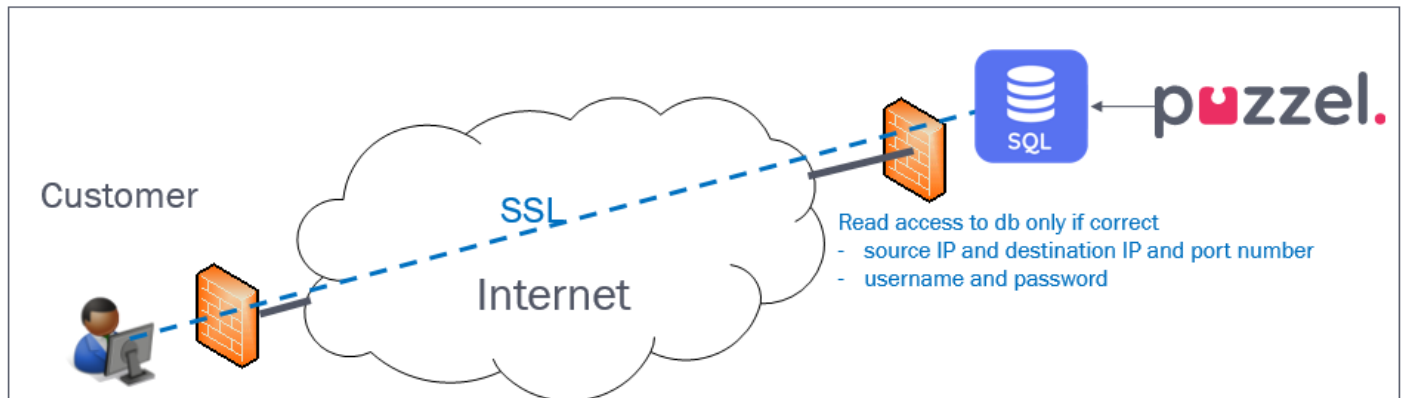 SQL
puzzel.
Customer
SSL
Read access to db only if correct
- source IP and destination IP and port number
- username and password
Internet